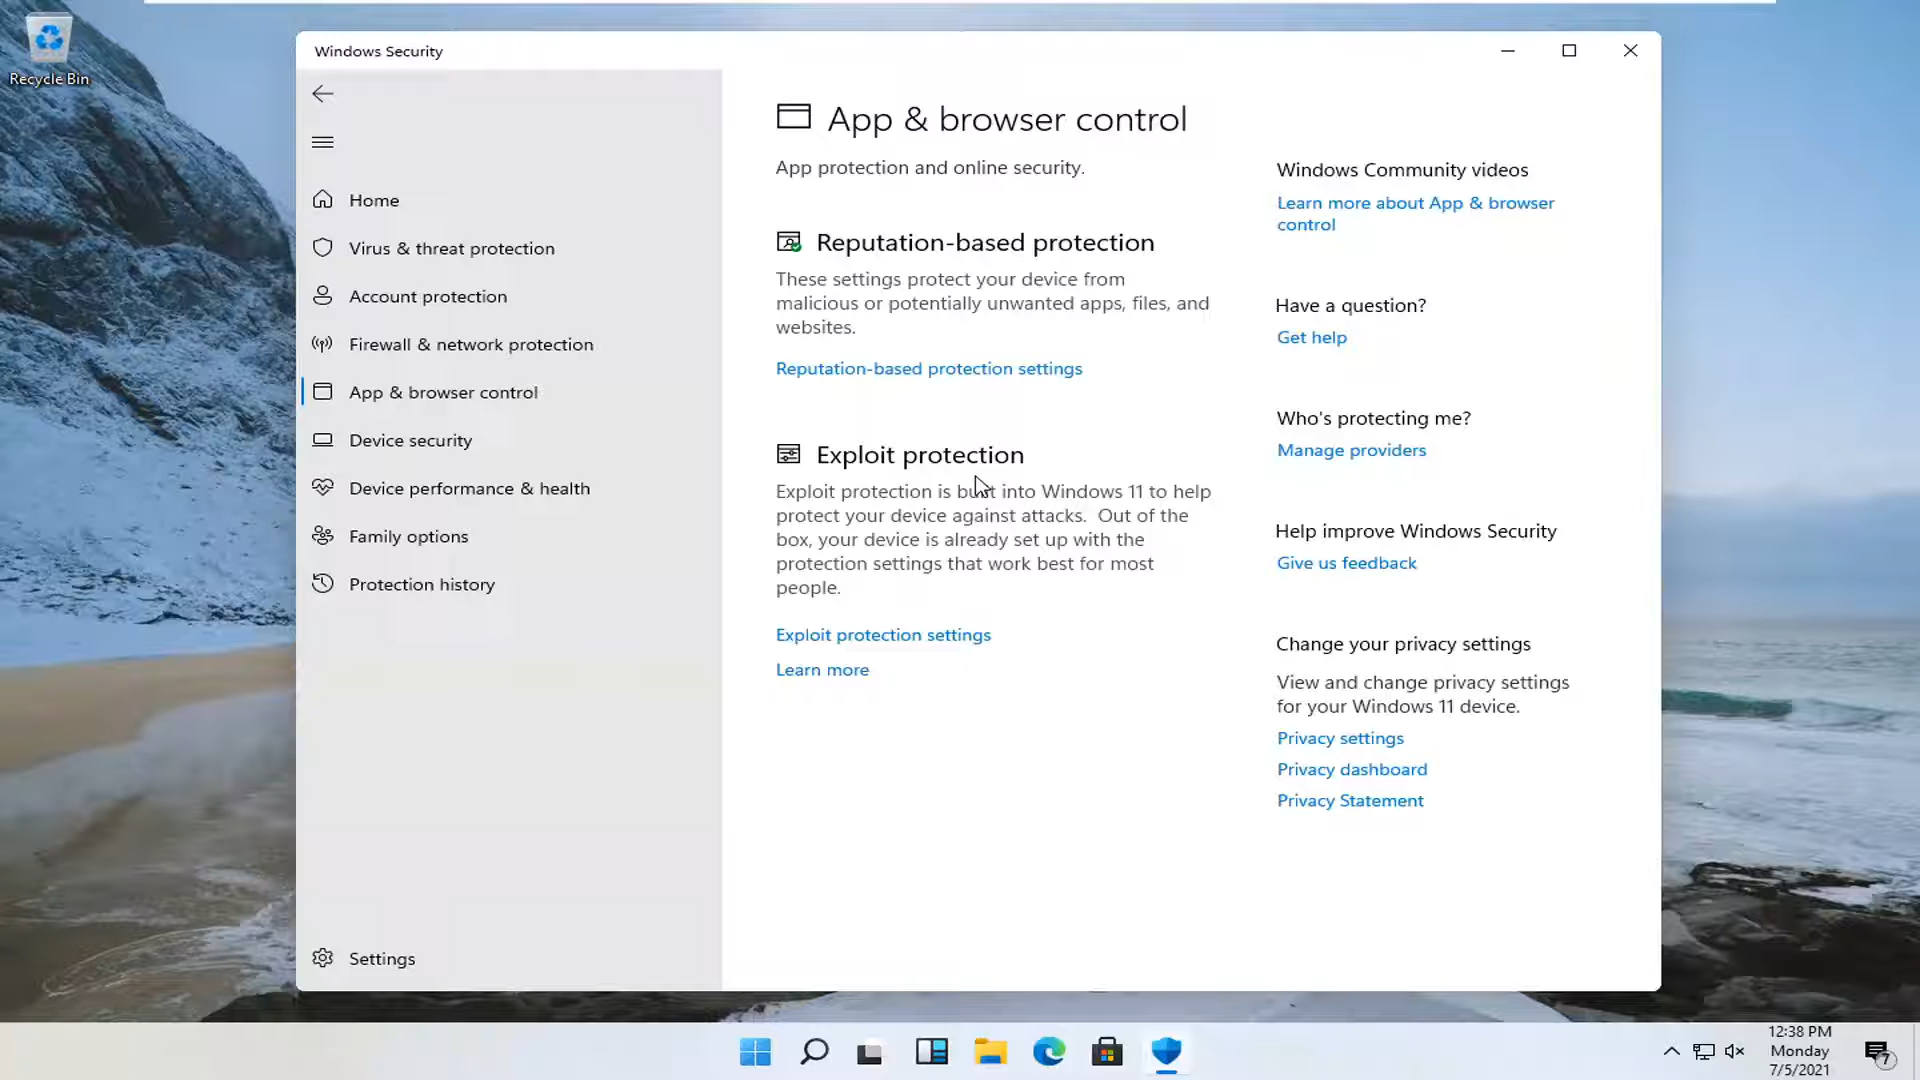 Recycle Bin
Windows Security
Home
Virus & threat protection
Account protection
Firewall & network protection
App & browser control
Device security
Device performance & health
Family options
Protection history
Settings
App & browser control
App protection and online security.
Reputation-based protection
These settings protect your device from
malicious or potentially unwanted apps, files, and
websites.
Reputation-based protection settings
Exploit protection
Exploit protection is built into Windows 11 to help
protect your device against attacks. Out of the
box, your device is already set up with the
protection settings that work best for most
people.
Exploit protection settings
Learn more
Windows Community videos
Learn more about App & browser
control
Have a question?
Get help
Who's protecting me?
Manage providers
Help improve Windows Security
Give us feedback
Change your privacy settings
View and change privacy settings
for your Windows 11 device.
Privacy settings
Privacy dashboard
Privacy Statement
12:38 PM
Monday
7/5/2021
7